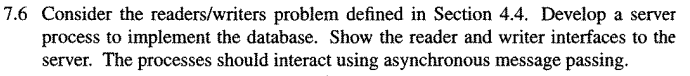 7.6 Consider the readers/writers problem defined in Section 4.4. Develop a server
process to implement the database. Show the reader and writer interfaces to the
server. The processes should interact using asynchronous message passing.